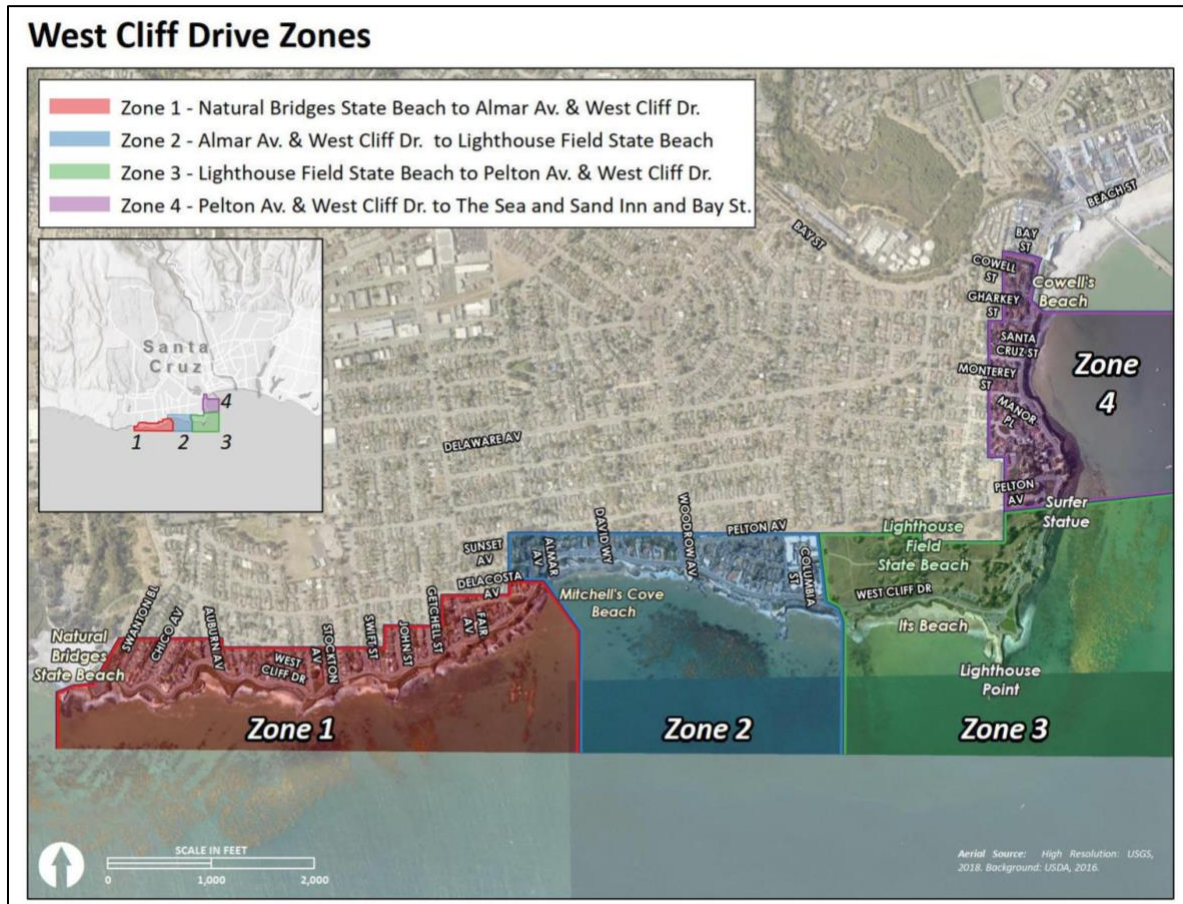 West Cliff Drive Zones
Zone 1 - Natural Bridges State Beach to Almar Av. & West Cliff Dr.
Zone 2 - Almar Av. & West Cliff Dr. to Lighthouse Field State Beach
Zone 3 - Lighthouse Field State Beach to Pelton Av. & West Cliff Dr.
Zone 4 - Pelton Av. & West Cliff Dr. to The Sea and Sand Inn and Bay St.
BEACH ST
BAY ST
BAY
ST
COWELL
ST
Cowell's
Beach
GHARKEY
ST
Santa
Cruz
SANTA
CRUZ ST
MONTEREY
ST
Zone
4
MANOR
PL
4
1
2
3
DELAWARE AV
PELTON
AV
Surfer
Statue
SUNSET
AV
ALMAR
AV
DAVID WY
WOODROW AV
PELTON AV
COLUMBIA
ST
Lighthouse
Field
State Beach
WEST CLIFF DR
Its Beach
Lighthouse
Point
DELACOSTA
AV
Mitchell's Cove
Beach
Natural
Bridges
State Beach
SWANTON BL
CHICO AV
AUBURN AV
WEST
CLIFF DR
STOCKTON
AV
SWIFT ST
JOHN ST
GETCHELL ST
FAIR
AV
Zone 1
Zone 2
Zone 3
SCALE IN FEET
0
1,000
2,000
Aerial Source: High Resolution: USGS,
2018. Background: USDA, 2016.